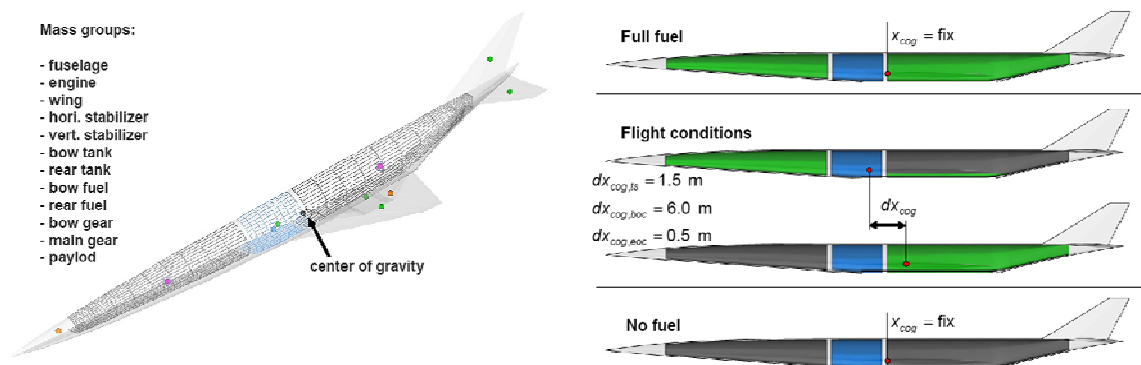 Mass groups:
- fuselage
- engine
- wing
- hori. stabilizer
- vert. stabilizer
- bow tank
- rear tank
- bow fuel
- rear fuel
- bow gear
- main gear
- paylod
center of gravity
Full fuel
x_cog = fix
Flight conditions
dx_cog,ts = 1.5 m
dx_cog,boc = 6.0 m
dx_cog,eoc = 0.5 m
dx_cog
No fuel
x_cog = fix